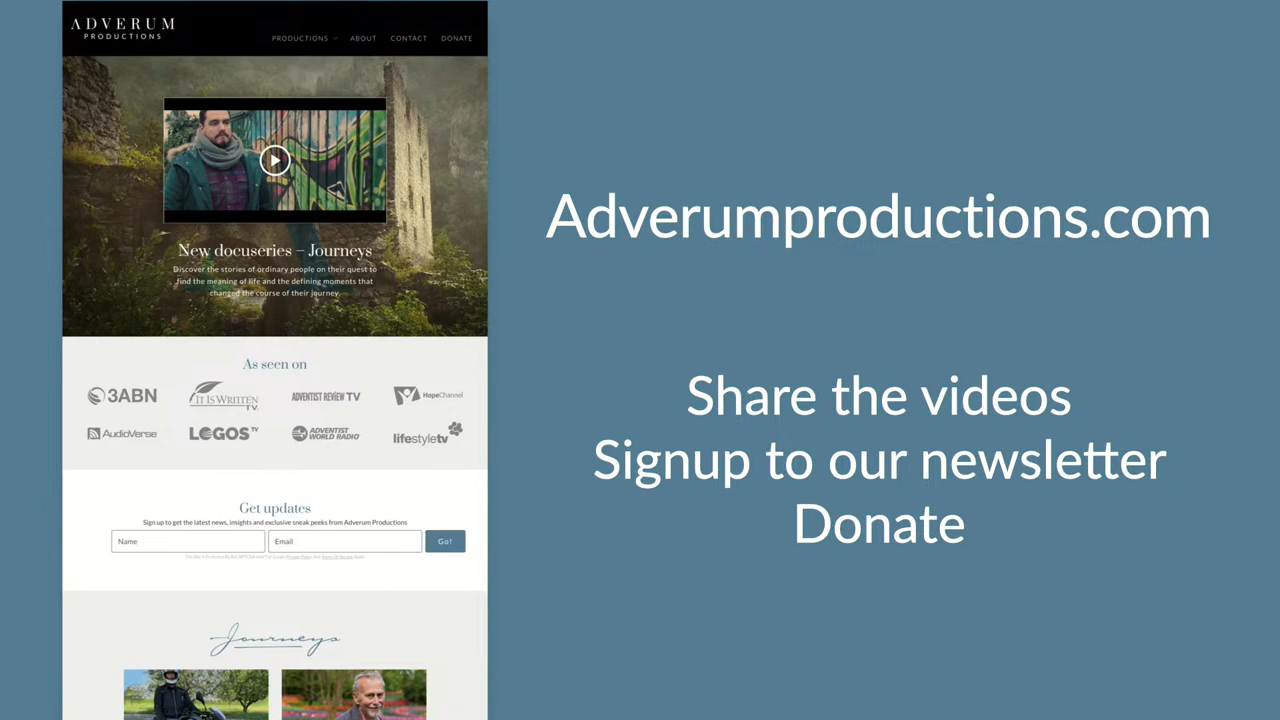 ADVERUM
PRODUCTIONS
PRODUCTIONS ABOUT CONTACT DONATE
New docuseries – Journeys
Discover the stories of ordinary people on their quest to
find the meaning of life and the defining moments that
changed the course of their journey.
As seen on
3ABN IT IS WRITTEN TV ADVENTIST REVIEW TV HopeChannel
AudioVerse LOGOS TV ADVENTIST WORLD RADIO lifestyletv
Get updates
Sign up to get the latest news, insights and exclusive sneak peeks from Adverum Productions
Name Email Go!
Journeys
Adverumproductions.com
Share the videos
Signup to our newsletter
Donate